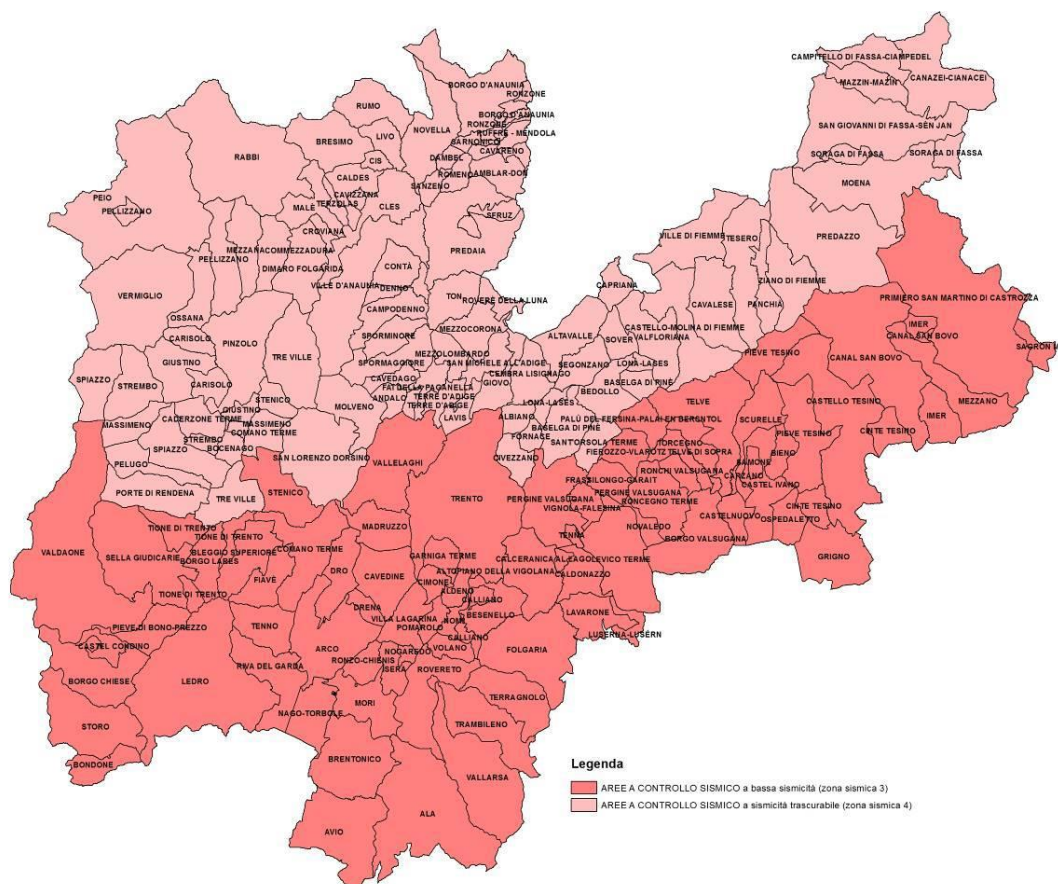 CAMPITELLO DI FASSA-CIAMPEDEL
CANAZEI-CIANACEI
MAZZIN-MAZIN
BORGO D'ANAUNIA
RONZONE
RUMO
BORGO D'ANAUNIA
RONZONE
NOVELLA
RUFFRÈ - MENDOLA
SAN GIOVANNI DI FASSA-SÈN JAN
LIVO
BRESIMO
SARNONICO
CAVARENO
SORAGA DI FASSA
SORAGA DI FASSA
RABBI
CIS
DAMBEL
ROMENO
AMBLAR-DON
CALDES
SANZENO
MOENA
PEIO
CAVIZZANA
TERZOLAS
CLES
MALÈ
PELLIZZANO
SFRUZ
CROVIANA
VILLE DI FIEMME
TESERO
PREDAZZO
MEZZANA
COMMEZZADURA
PREDAIA
PELLIZZANO
DIMARO FOLGARIDA
CONTÀ
VILLE D'ANAUNIA
DENNO
CAPRIANA
ZIANO DI FIEMME
VERMIGLIO
TON
ROVERÈ DELLA LUNA
CAVALESE
PANCHIÀ
PRIMIERO SAN MARTINO DI CASTROZZA
CAMPODENNO
OSSANA
CASTELLO-MOLINA DI FIEMME
IMER
MEZZOCORONA
ALTAVALLE
SOVER
VALFLORIANA
CANAL SAN BOVO
CARISOLO
PINZOLO
SPORMINORE
SAGRON M
TRE VILLE
MEZZOLOMBARDO
PIEVE TESINO
CANAL SAN BOVO
GIUSTINO
SPORMAGGIORE
SAN MICHELE ALL'ADIGE
SEGONZANO
LONA-LASES
CEMBRA LISIGNAGO
SPIAZZO
STREMBO
CARISOLO
CAVEDAGO
GIOVO
BASELGA DI PINÈ
FAI DELLA PAGANELLA
BEDOLLO
MEZZANO
ANDALO
TERRE D'ADIGE
STENICO
MOLVENO
TERRE D'ADIGE
LONA-LASES
TELVE
CASTELLO TESINO
GIUSTINO
CADERZONE TERME
IMER
MASSIMENO
MASSIMENO
LAVIS
ALBIANO
PALÙ DEL FERSINA-PALAI EN BERSNTOL
SCURELLE
COMANO TERME
BASELGA DI PINÈ
CINTE TESINO
STREMBO
FORNACE
PIEVE TESINO
SPIAZZO
BOCENAGO
SANT'ORSOLA TERME
TORCEGNO
CIVEZZANO
FIEROZZO-VLAROTZ
TELVE DI SOPRA
BIENO
SAN LORENZO DORSINO
VALLELAGHI
SAMONE
PELUGO
RONCHI VALSUGANA
CARZANO
FRASSILONGO-GARAIT
CASTEL IVANO
PORTE DI RENDENA
TRE VILLE
STENICO
TRENTO
PERGINE VALSUGANA
PERGINE VALSUGANA
RONCEGNO TERME
CINTE TESINO
VIGNOLA-FALESINA
CASTELNUOVO
OSPEDALETTO
TIONE DI TRENTO
MADRUZZO
NOVALEDO
TIONE DI TRENTO
TENNA
BORGO VALSUGANA
VALDAONE
COMANO TERME
GRIGNO
BLEGGIO SUPERIORE
GARNIGA TERME
SELLA GIUDICARIE
BORGO LARES
DRO
CAVEDINE
ALTOPIANO DELLA VIGOLANA
CALDONAZZO
FIAVÈ
CIMONE
ALDENO
TIONE DI TRENTO
CALLIANO
DRENA
LAVARONE
VILLA LAGARINA
NOMI
BESENELLO
PIEVE DI BONO-PREZZO
TENNO
POMAROLO
LUSERNA-LUSÉRN
CALLIANO
CASTEL CONDINO
ARCO
VOLANO
FOLGARIA
NOGAREDO
RONZO-CHIENIS
RIVA DEL GARDA
ISERA
ROVERETO
BORGO CHIESE
LEDRO
TERRAGNOLO
MORI
NAGO-TORBOLE
STORO
TRAMBILENO
BRENTONICO
BONDONE
VALLARSA
Legenda
AREE A CONTROLLO SISMICO a bassa sismicità (zona sismica 3)
AREE A CONTROLLO SISMICO a sismicità trascurabile (zona sismica 4)
ALA
AVIO